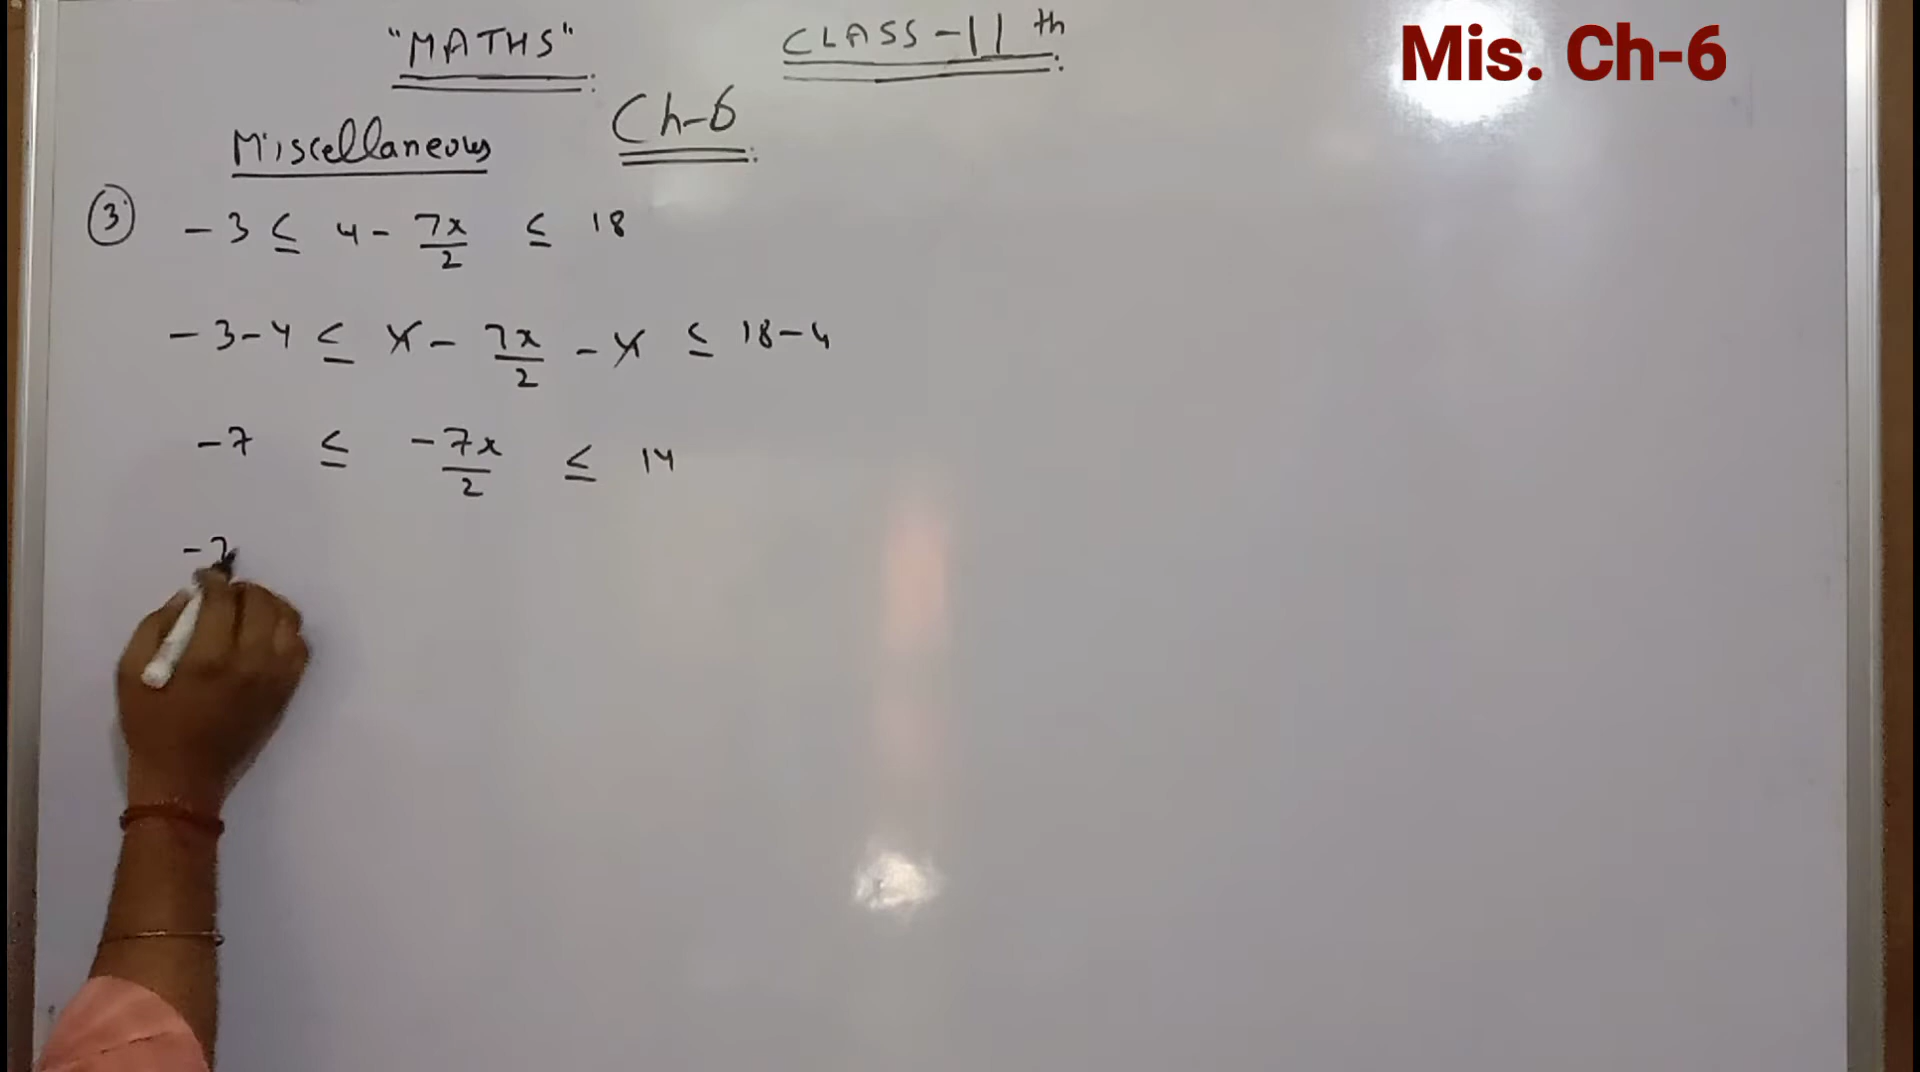 "MATHS" CLASS-11th Mis. Ch-6
Ch-6
Miscellaneous
③ -3 ≤ 4 - 7x/2 ≤ 18
-3-4 ≤ 4 - 7x/2 - 4 ≤ 18-4
-7 ≤ -7x/2 ≤ 14